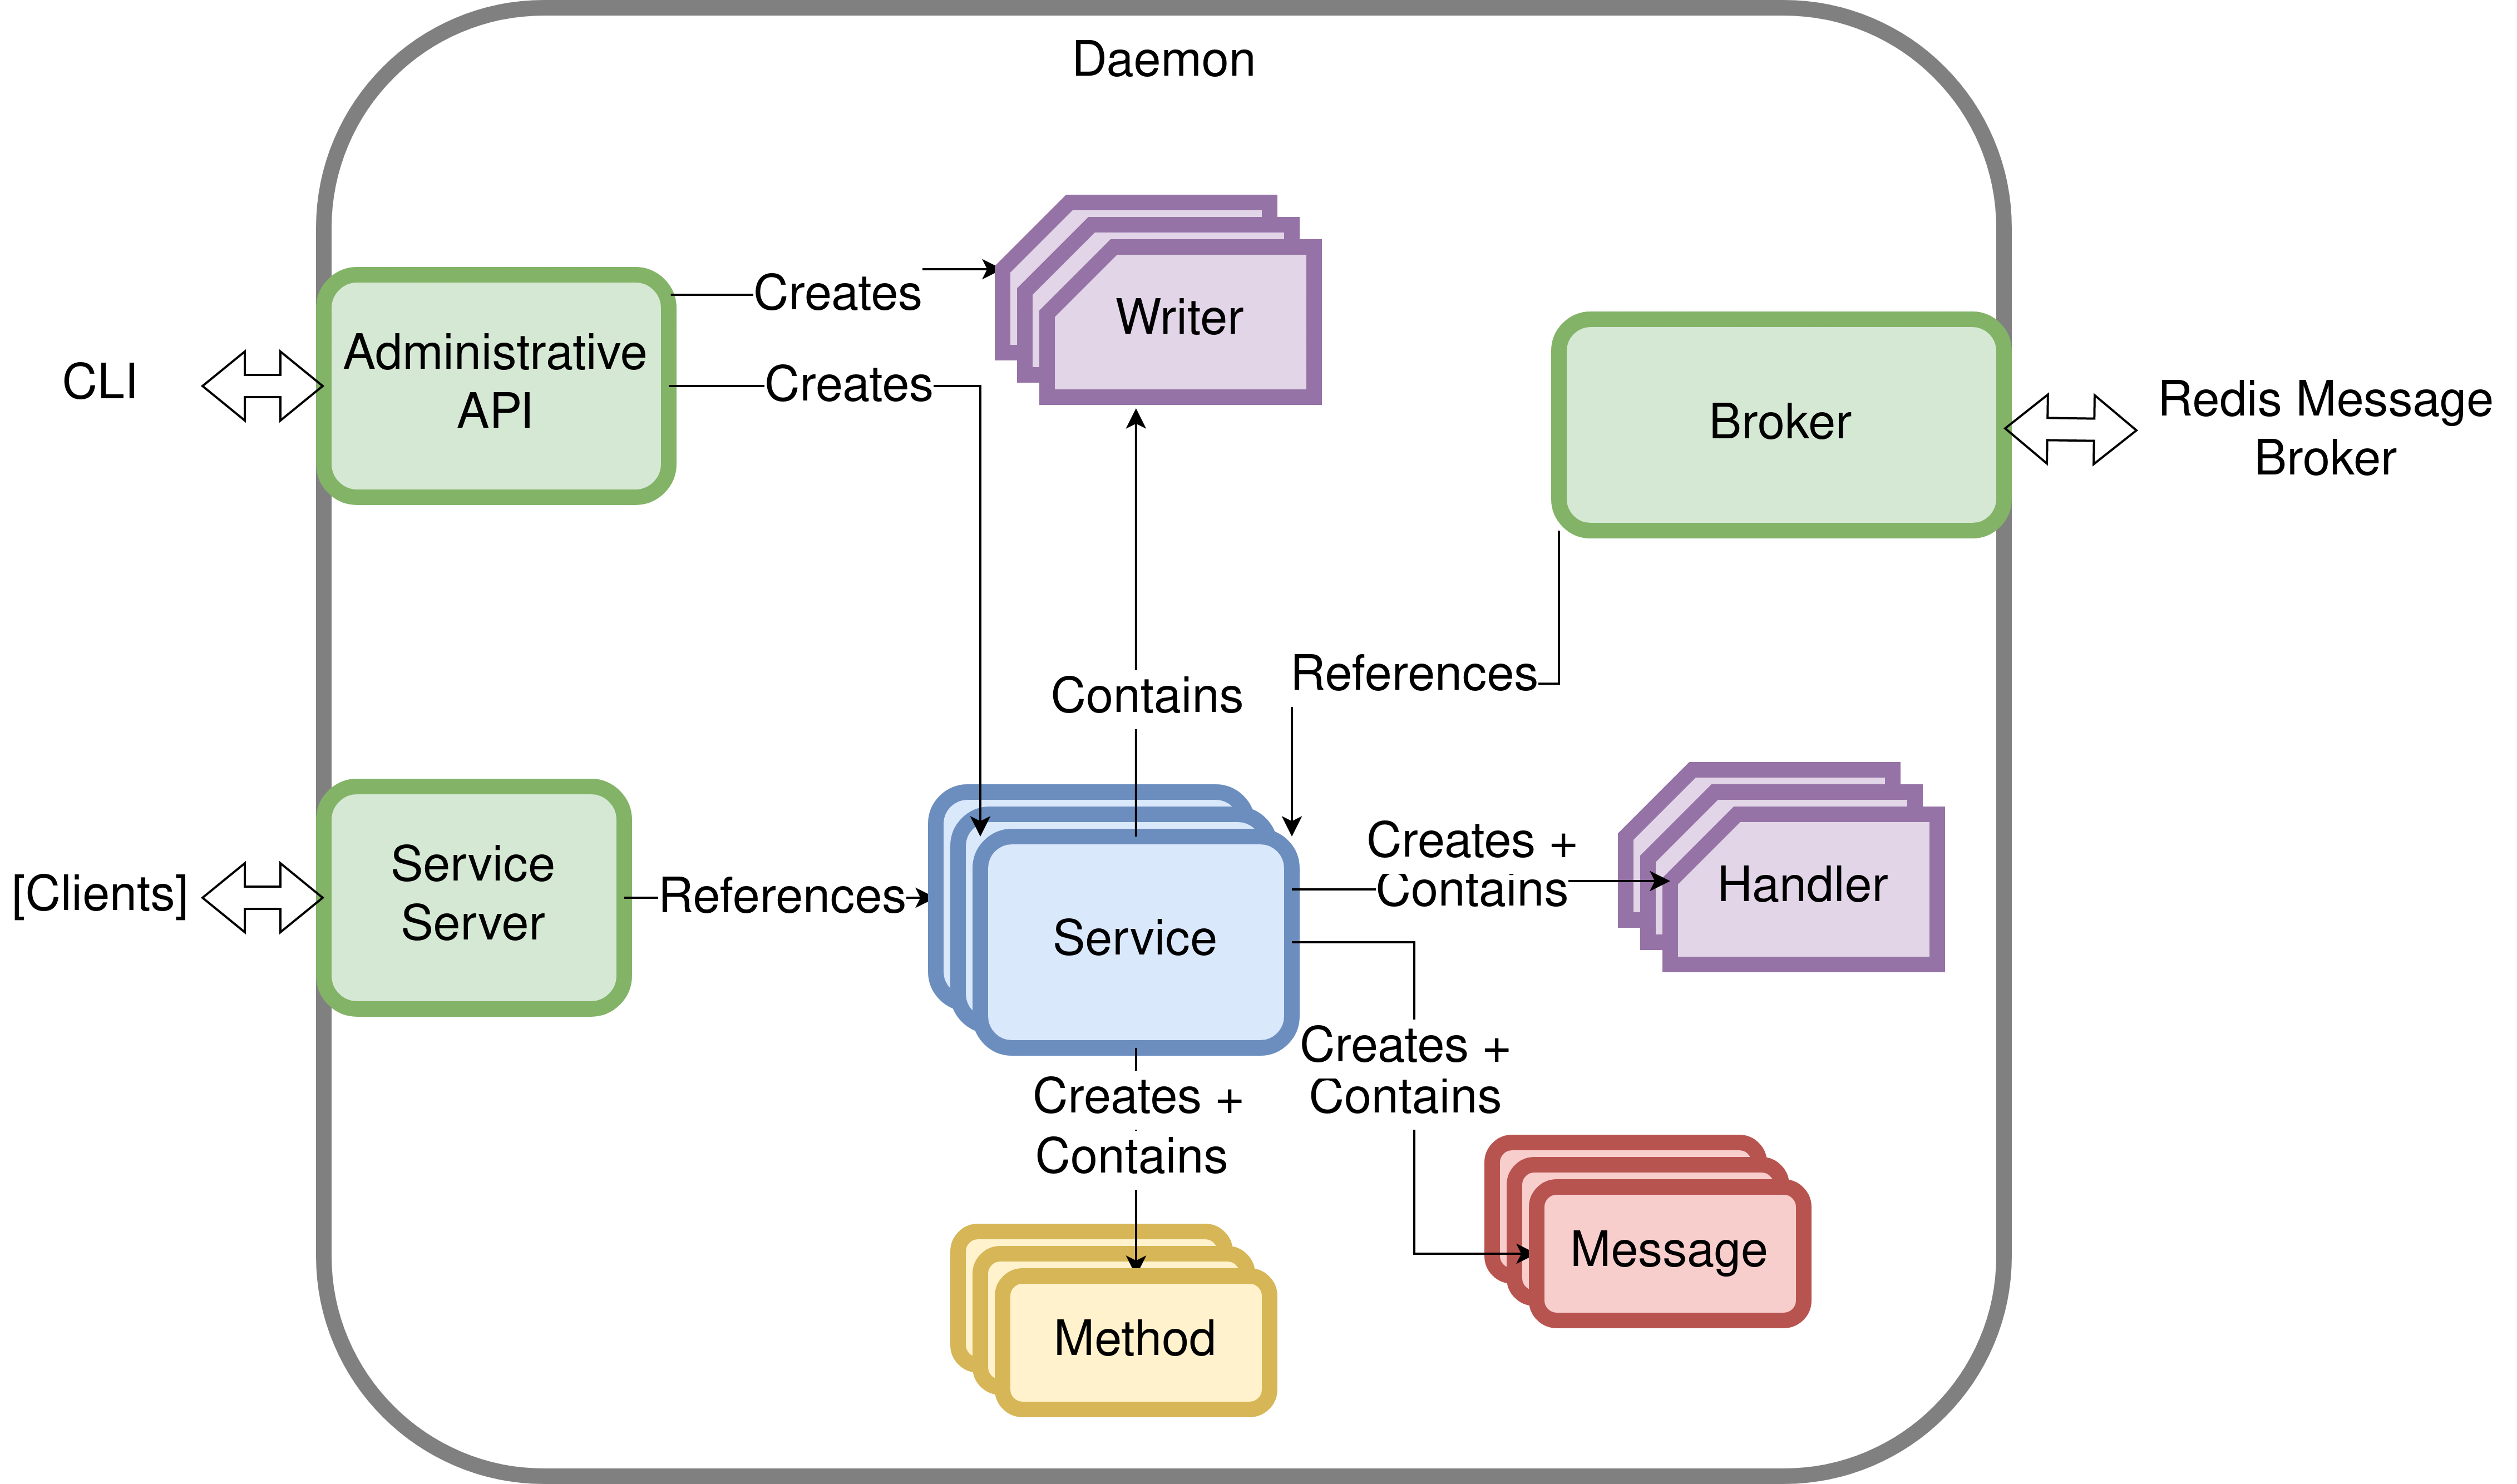 Daemon
Creates
Writer
Administrative
API
CLI
Creates
Broker
Redis Message
Broker
References
Contains
Service
Server
[Clients]
References
Service
Creates +
Contains
Handler
Creates +
Contains
Creates +
Contains
Message
Method